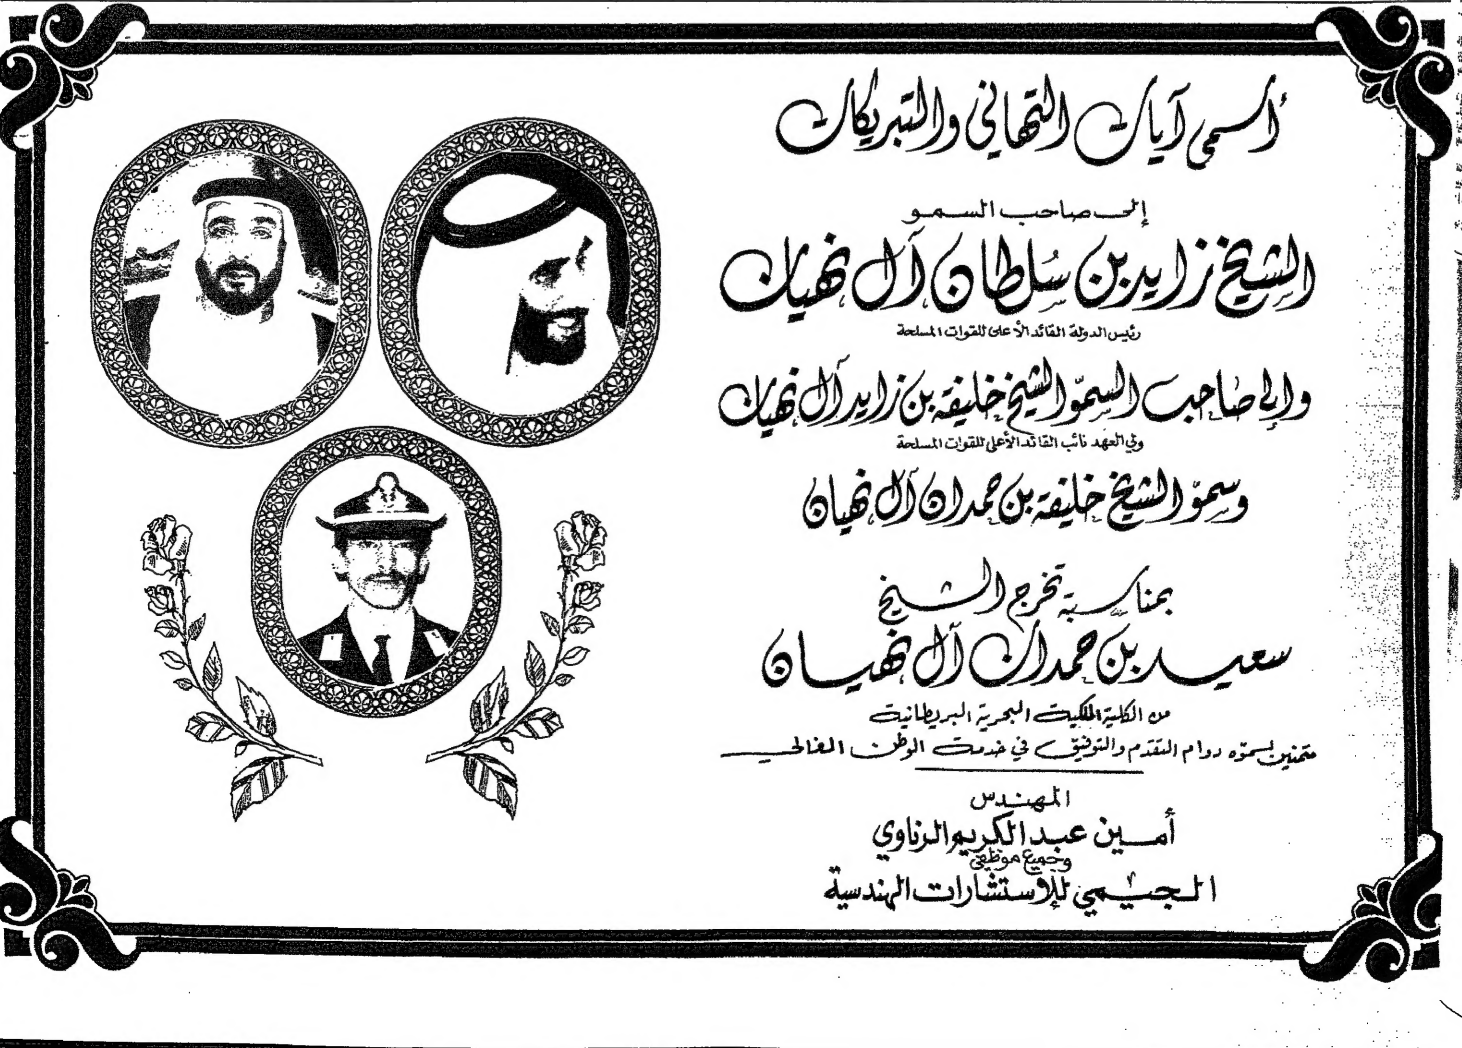 أسمى آيات التهاني والتبريكات
إلى صاحب السمو
الشيخ زايد بن سلطان آل نهيان
رئيس الدولة القائد الأعلى للقوات المسلحة
وإلى صاحب السمّو الشيخ خليفة بن زايد آل نهيان
ولي العهد نائب القائد الأعلى للقوات المسلحة
وسموّ الشيخ خليفة بن حمدان آل نهيان
بمناسبة تخرج الشيخ
سعيد بن حمدان آل نهيان
من الكلية الملكية البحرية البريطانية
متمنين لسموّه دوام التقدم والتوفيق في خدمة الوطن الغالي
المهندس
أمين عبد الكريم الزناوي
وجميع موظفي
الجيمي للإستشارات الهندسية